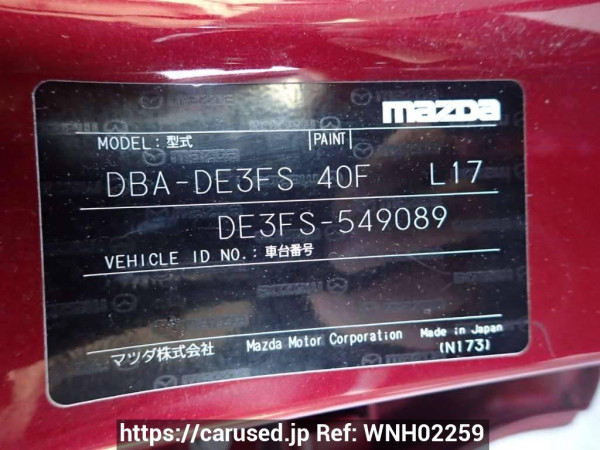 mazda
MODEL: 型式 PAINT
DBA-DE3FS 40F L17
DE3FS-549089
VEHICLE ID NO.: 車台番号
マツダ株式会社 Mazda Motor Corporation Made in Japan
(N173)
https://carused.jp Ref: WNH02259